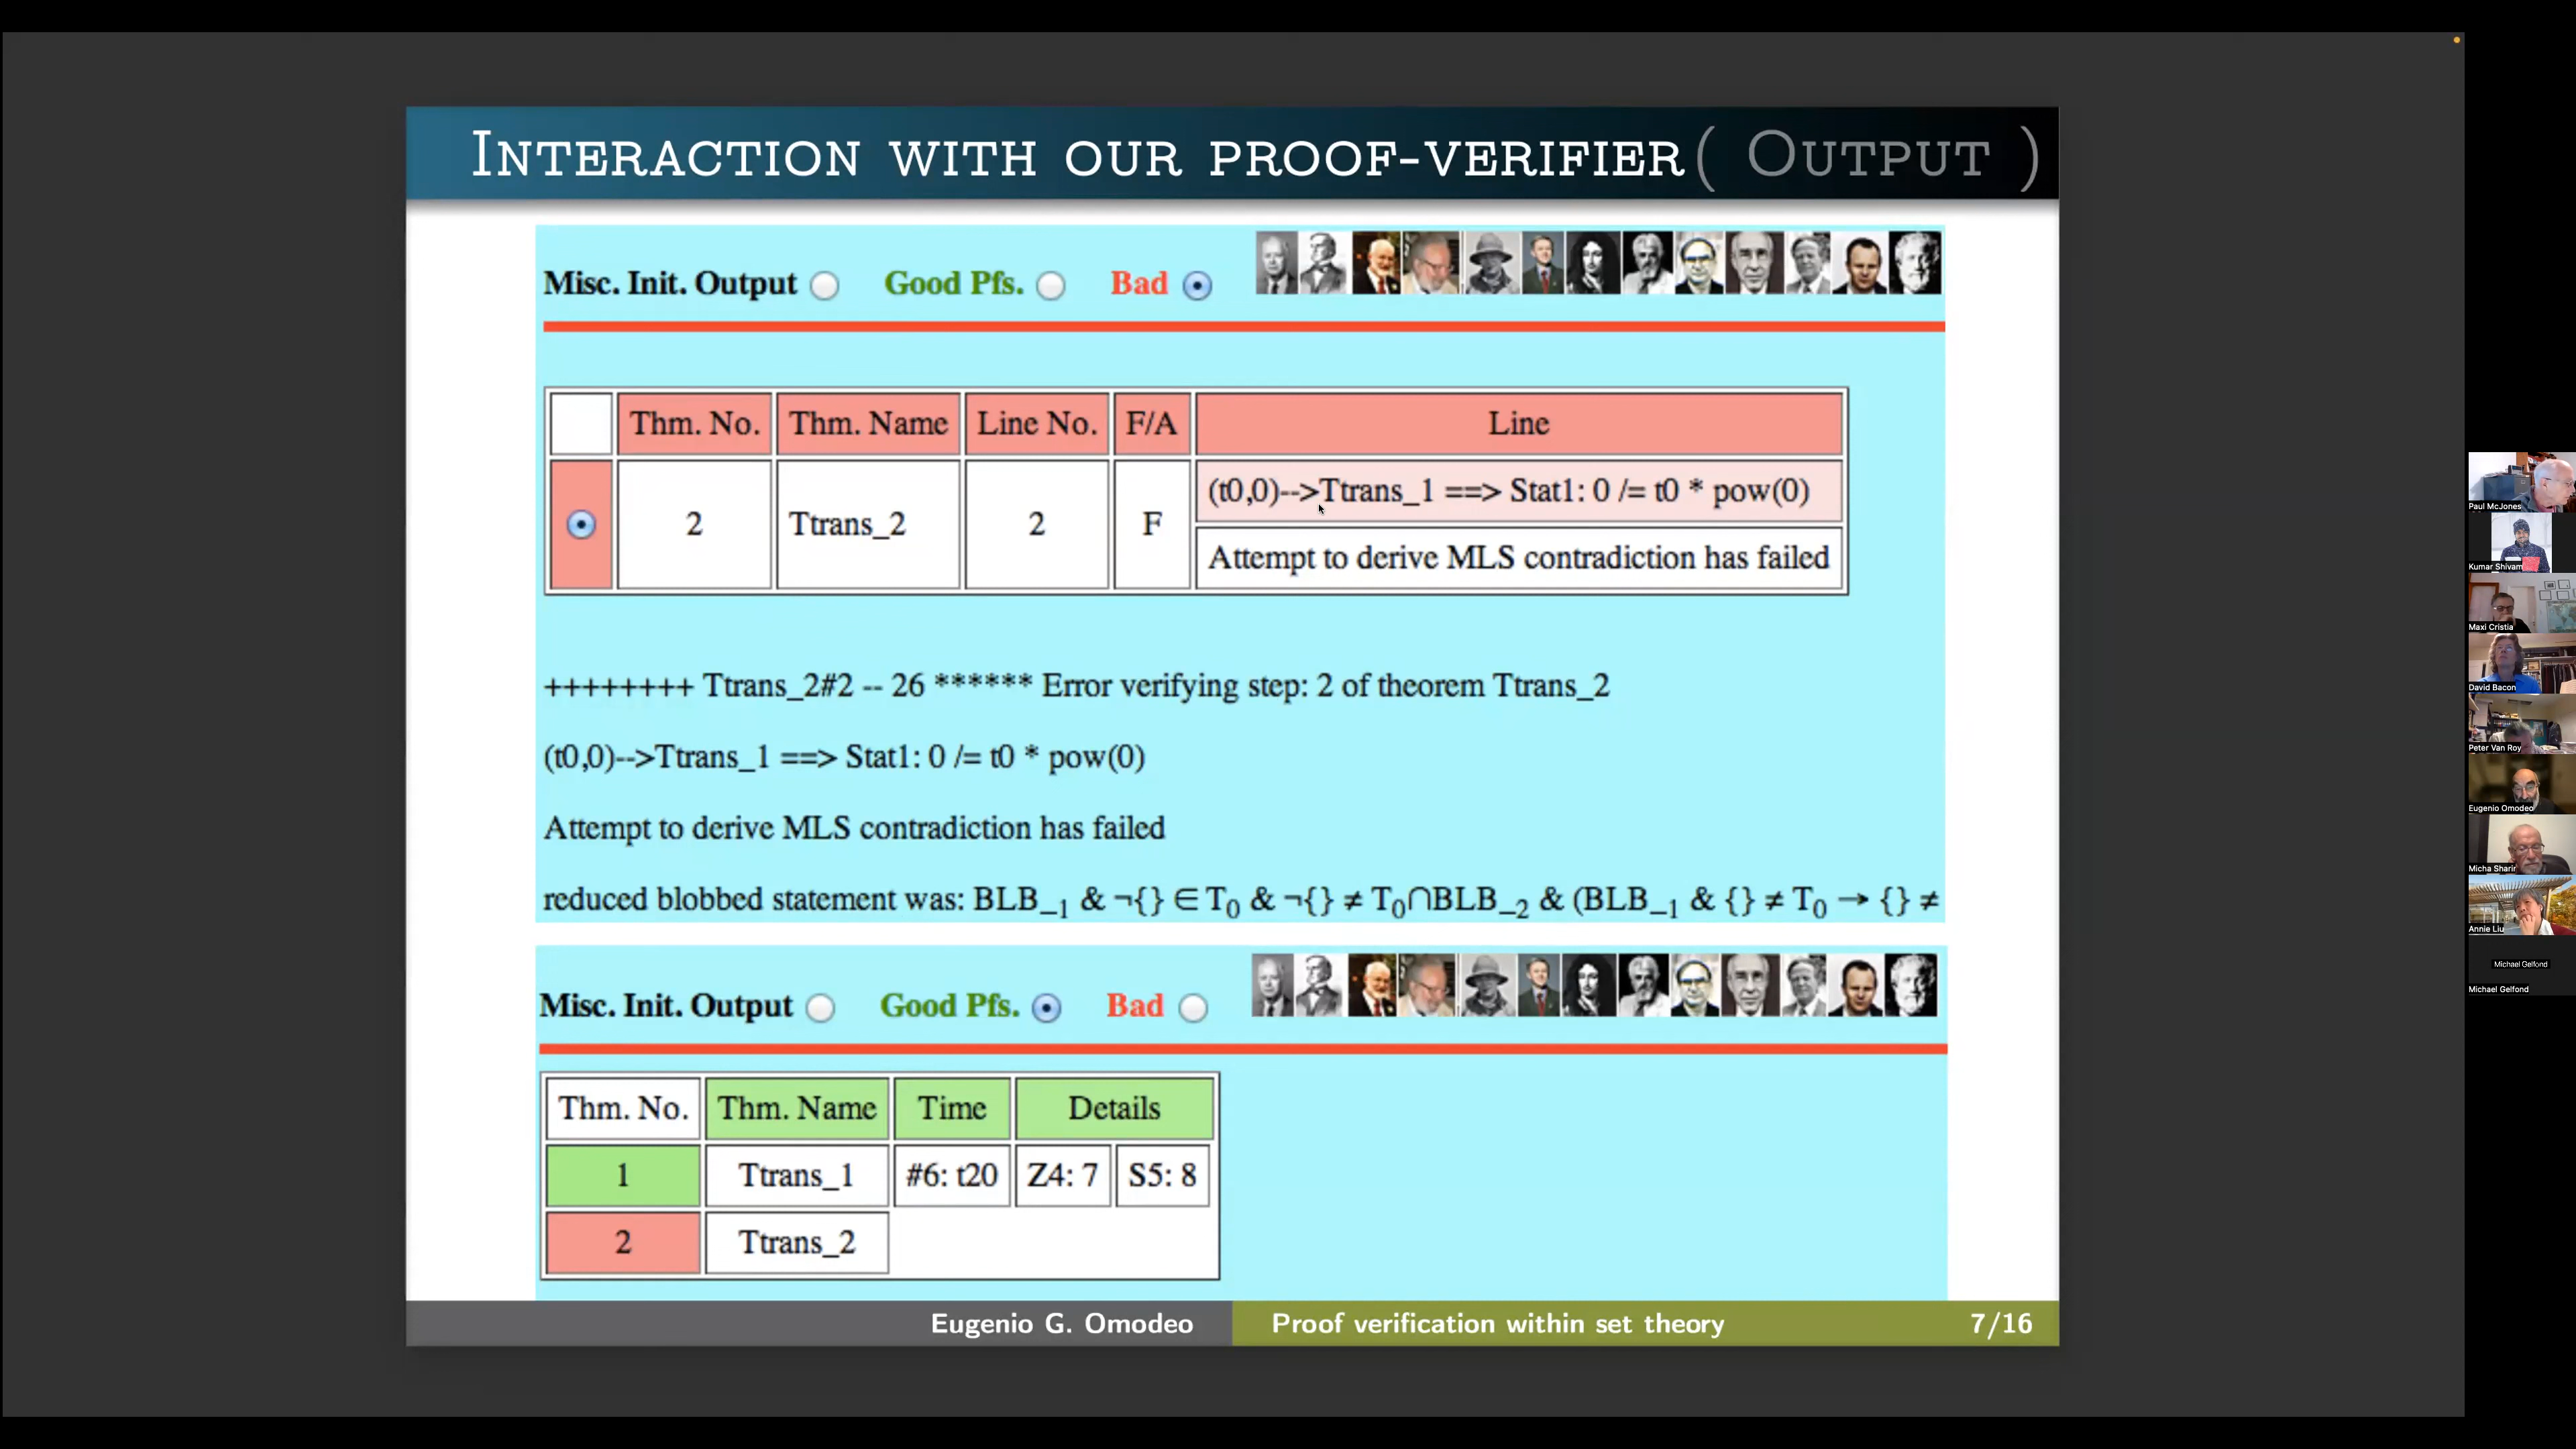 INTERACTION WITH OUR PROOF-VERIFIER( OUTPUT )
Misc. Init. Output Good Pfs. Bad
Thm. No. Thm. Name Line No. F/A Line
2 Ttrans_2 2 F (t0,0)-->Ttrans_1 ==> Stat1: 0 /= t0 * pow(0)
Attempt to derive MLS contradiction has failed
++++++++ Ttrans_2#2 -- 26 ****** Error verifying step: 2 of theorem Ttrans_2
(t0,0)-->Ttrans_1 ==> Stat1: 0 /= t0 * pow(0)
Attempt to derive MLS contradiction has failed
reduced blobbed statement was: BLB_1 & ¬{} ∈ T0 & ¬{} ≠ T0∩BLB_2 & (BLB_1 & {} ≠ T0 → {} ≠
Misc. Init. Output Good Pfs. Bad
Thm. No. Thm. Name Time Details
1 Ttrans_1 #6: t20 Z4: 7 S5: 8
2 Ttrans_2
Eugenio G. Omodeo Proof verification within set theory 7/16
Paul McJones
Kumar Shivam
Maxi Cristia
David Bacon
Peter Van Roy
Eugenio Omodeo
Micha Sharir
Annie Liu
Michael Gelfond
Michael Gelfond